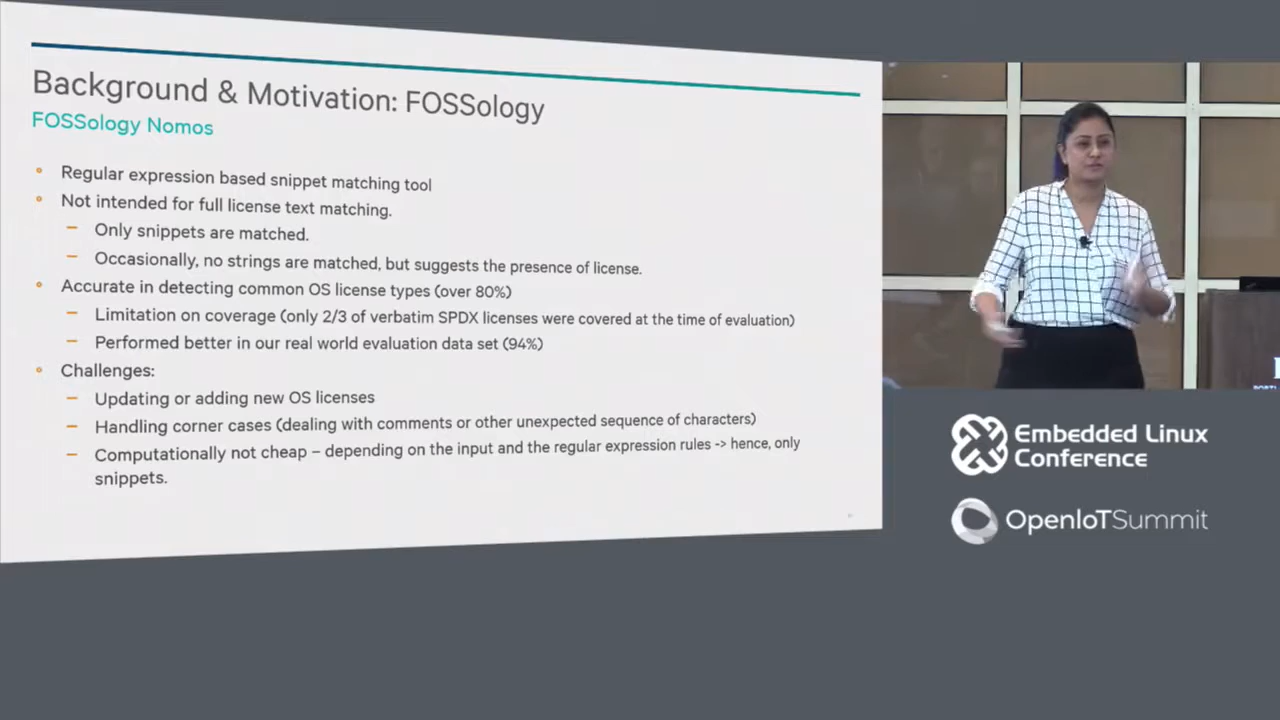 Background & Motivation: FOSSology
FOSSology Nomos
Regular expression based snippet matching tool
Not intended for full license text matching.
– Only snippets are matched.
– Occasionally, no strings are matched, but suggests the presence of license.
Accurate in detecting common OS license types (over 80%)
– Limitation on coverage (only 2/3 of verbatim SPDX licenses were covered at the time of evaluation)
– Performed better in our real world evaluation data set (94%)
Challenges:
– Updating or adding new OS licenses
– Handling corner cases (dealing with comments or other unexpected sequence of characters)
– Computationally not cheap – depending on the input and the regular expression rules -> hence, only
snippets.
Embedded Linux
Conference
OpenIoTSummit